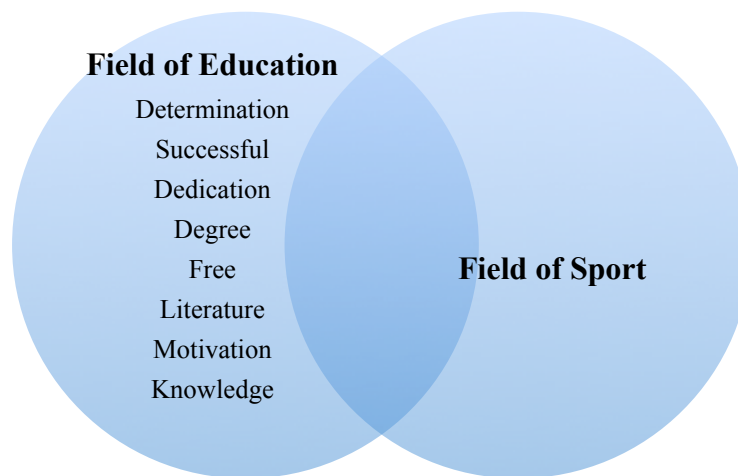 Field of Education
Determination
Successful
Dedication
Degree
Free
Literature
Motivation
Knowledge
Field of Sport